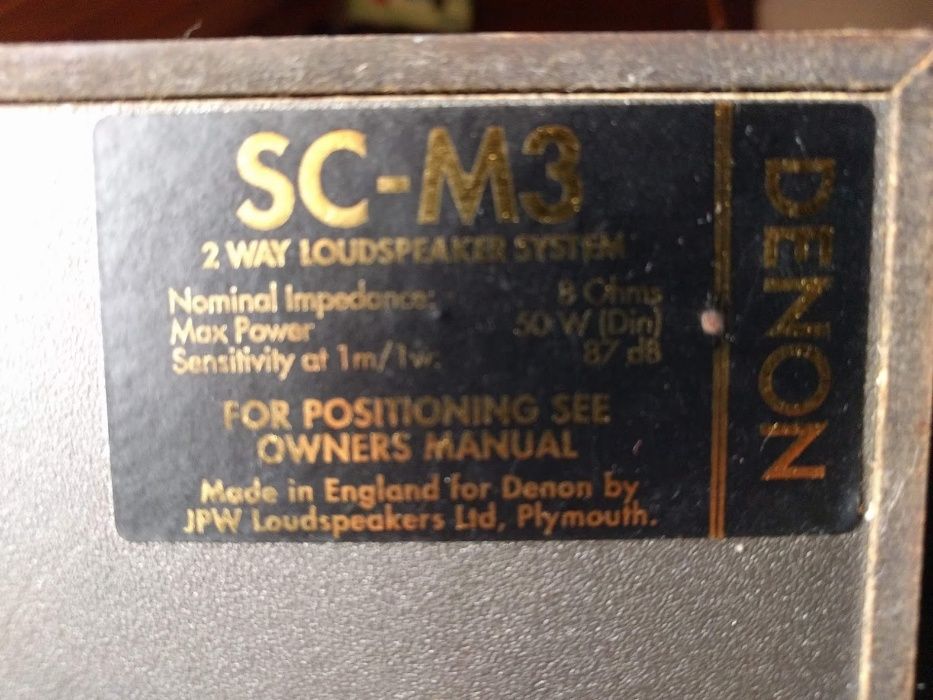 SC-M3
2 WAY LOUDSPEAKER SYSTEM
Nominal Impedance: 8 Ohms
Max Power 50 W (Din)
Sensitivity at 1m/1w: 87 dB
FOR POSITIONING SEE
OWNERS MANUAL
Made in England for Denon by
JPW Loudspeakers Ltd, Plymouth.
DENON